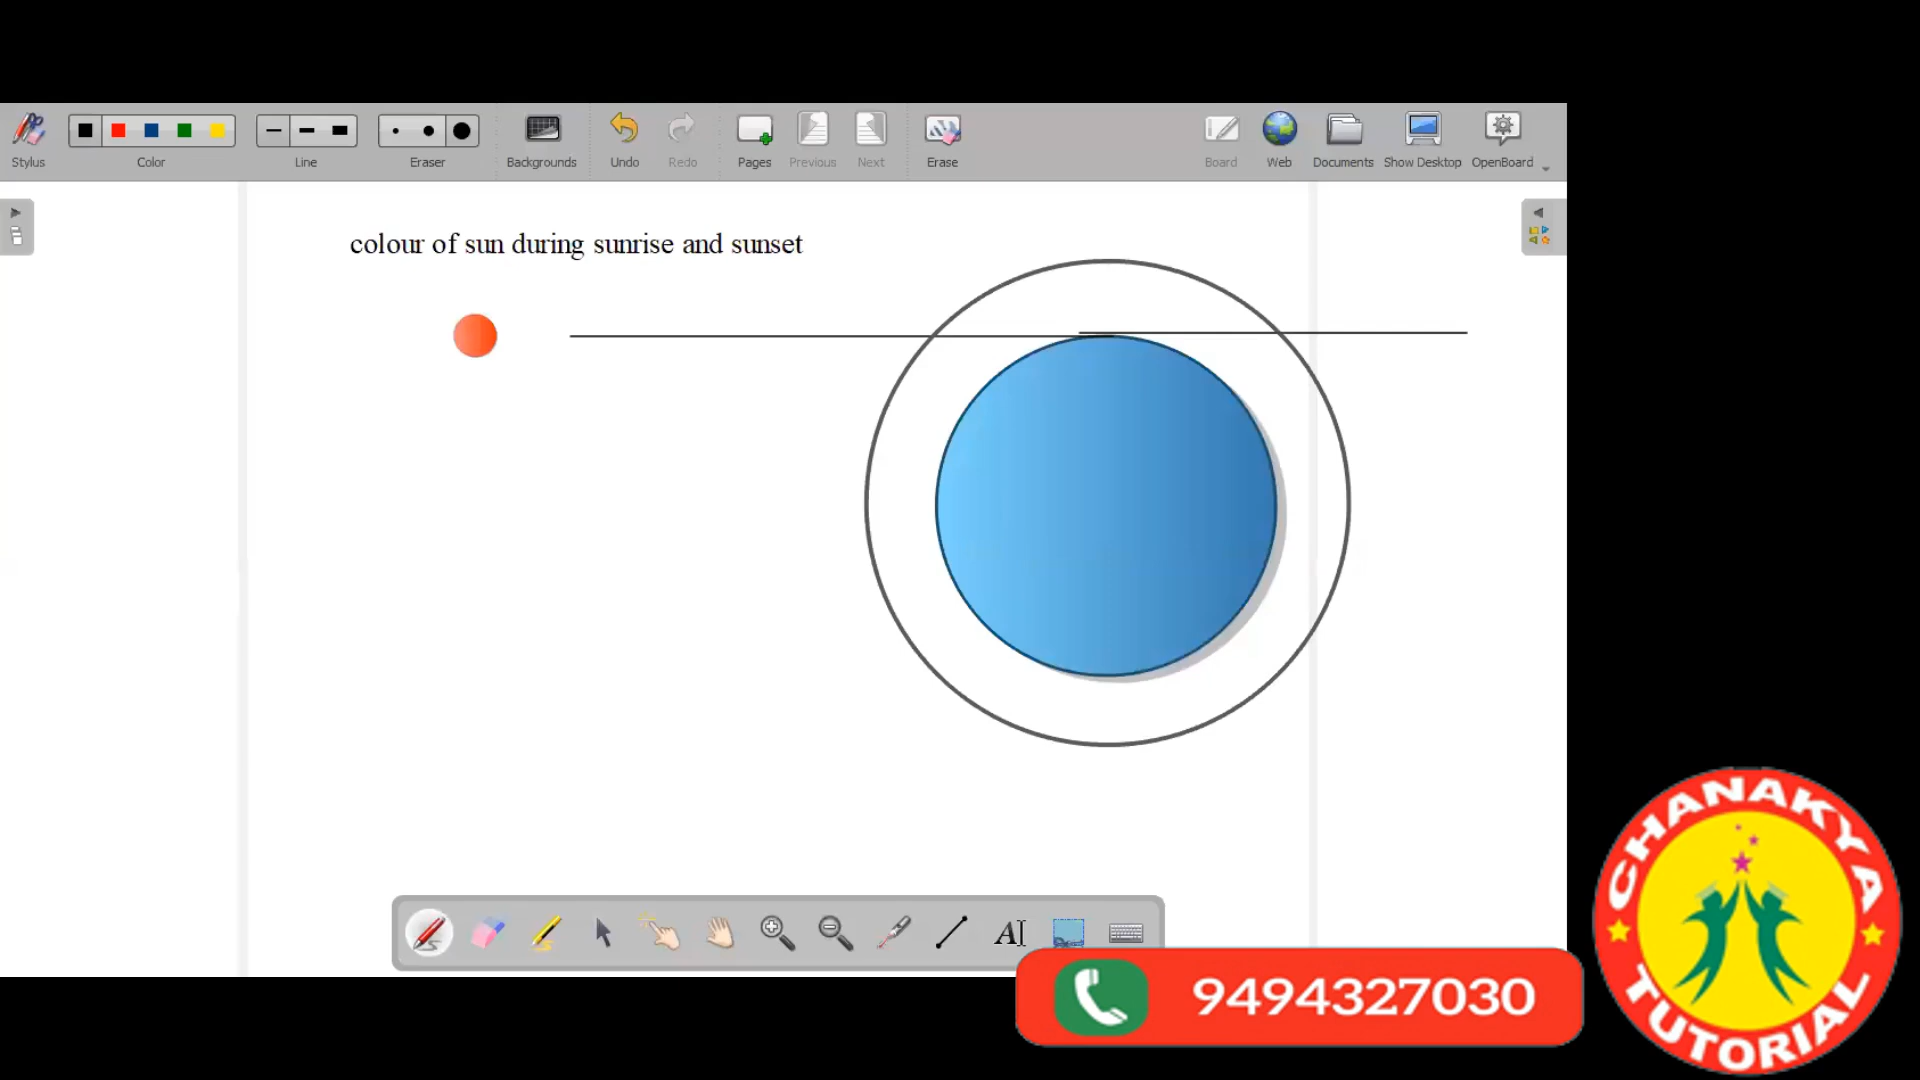 Stylus
Color
Line
Eraser
Backgrounds
Undo
Redo
Pages
Previous
Next
Erase
Board
Web
Documents
Show Desktop
OpenBoard
colour of sun during sunrise and sunset
A
9494327030
CHANAKYA
TUTORIAL